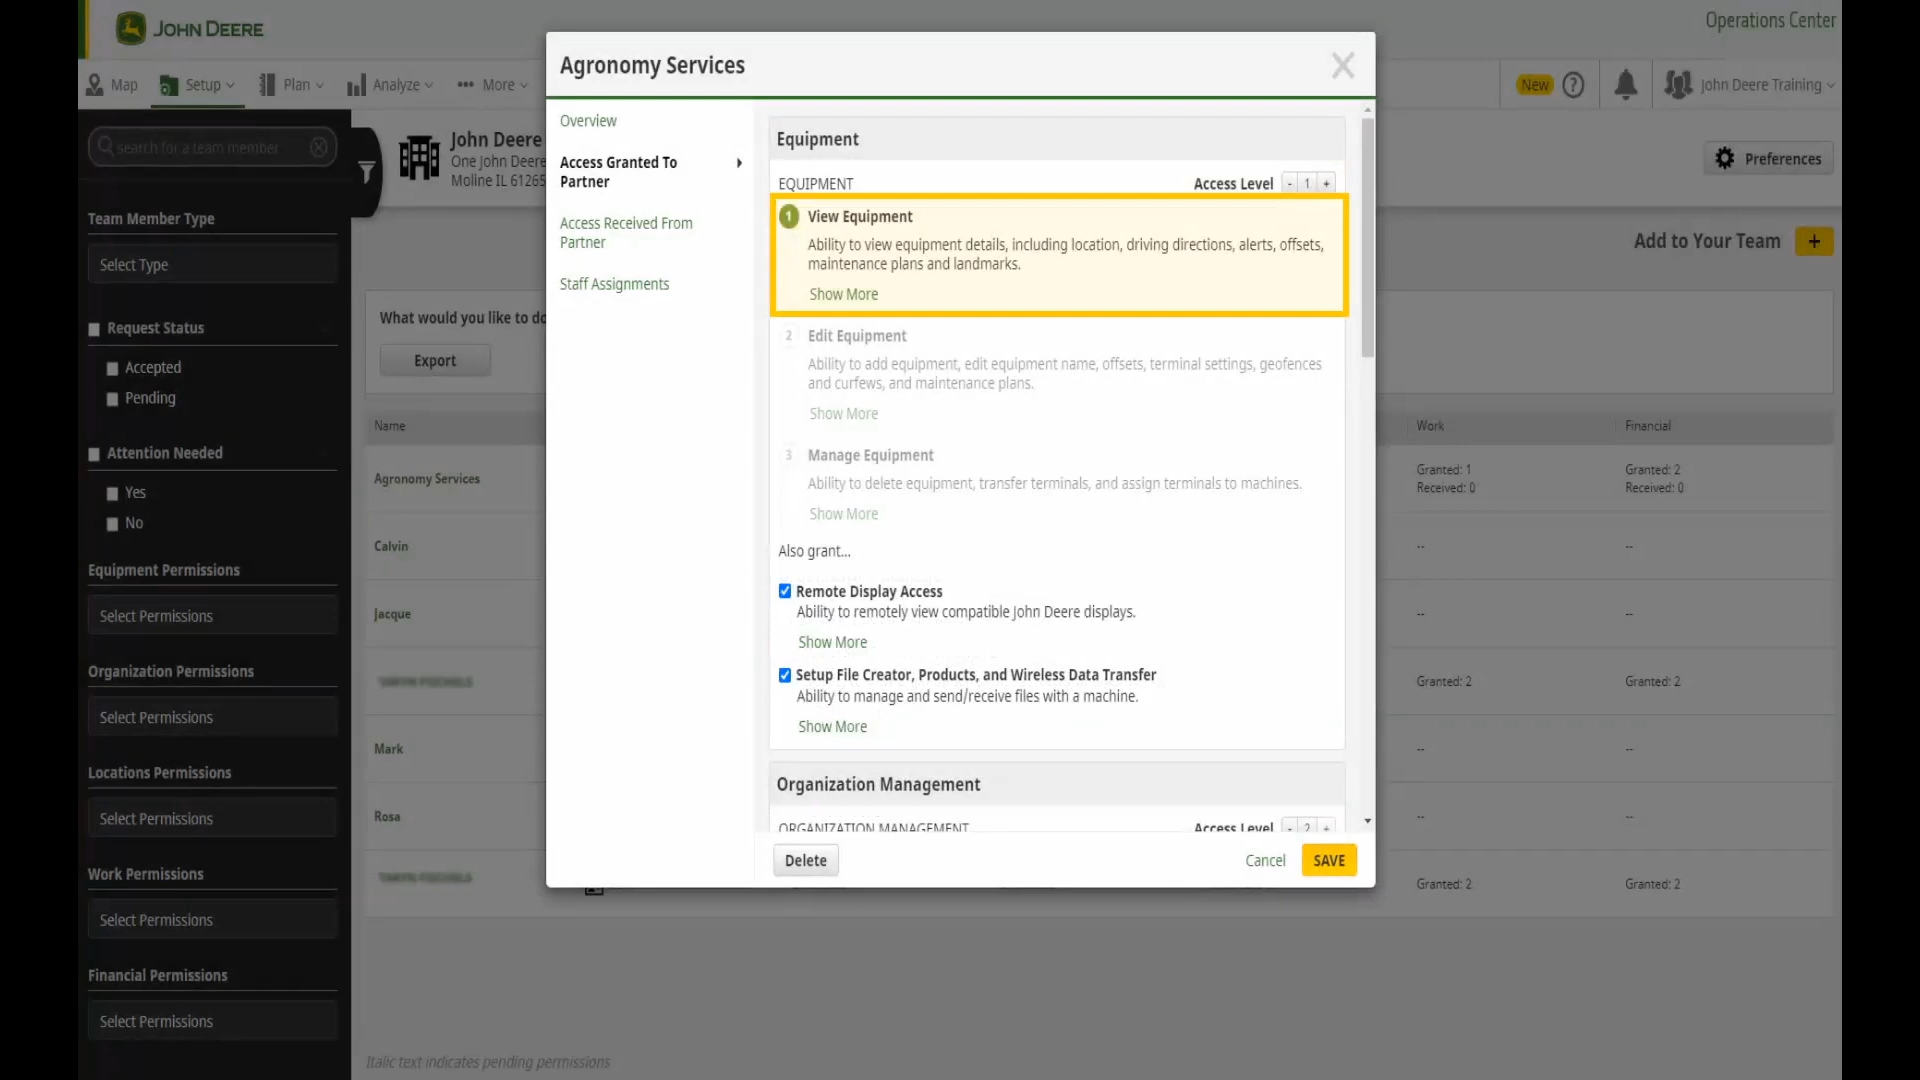 JOHN DEERE
Operations Center
Map
Setup
Plan
Analyze
More
New
John Deere Training
search for a team member
John Deere
One John Deere
Moline IL 61265
Preferences
Team Member Type
Select Type
Request Status
Accepted
Pending
Attention Needed
Yes
No
Equipment Permissions
Select Permissions
Organization Permissions
Select Permissions
Locations Permissions
Select Permissions
Work Permissions
Select Permissions
Financial Permissions
Select Permissions
Add to Your Team +
What would you like to do
Export
Name
Work
Financial
Agronomy Services
Granted: 1
Received: 0
Granted: 2
Received: 0
Calvin
--
--
Jacque
--
--
Granted: 2
Granted: 2
Mark
--
--
Rosa
--
--
Granted: 2
Granted: 2
Italic text indicates pending permissions
Agronomy Services
Overview
Access Granted To
Partner
Access Received From
Partner
Staff Assignments
Equipment
EQUIPMENT
Access Level - 1 +
1 View Equipment
Ability to view equipment details, including location, driving directions, alerts, offsets,
maintenance plans and landmarks.
Show More
2 Edit Equipment
Ability to add equipment, edit equipment name, offsets, terminal settings, geofences
and curfews, and maintenance plans.
Show More
3 Manage Equipment
Ability to delete equipment, transfer terminals, and assign terminals to machines.
Show More
Also grant...
Remote Display Access
Ability to remotely view compatible John Deere displays.
Show More
Setup File Creator, Products, and Wireless Data Transfer
Ability to manage and send/receive files with a machine.
Show More
Organization Management
ORGANIZATION MANAGEMENT
Access Level - 2 +
Delete
Cancel
SAVE